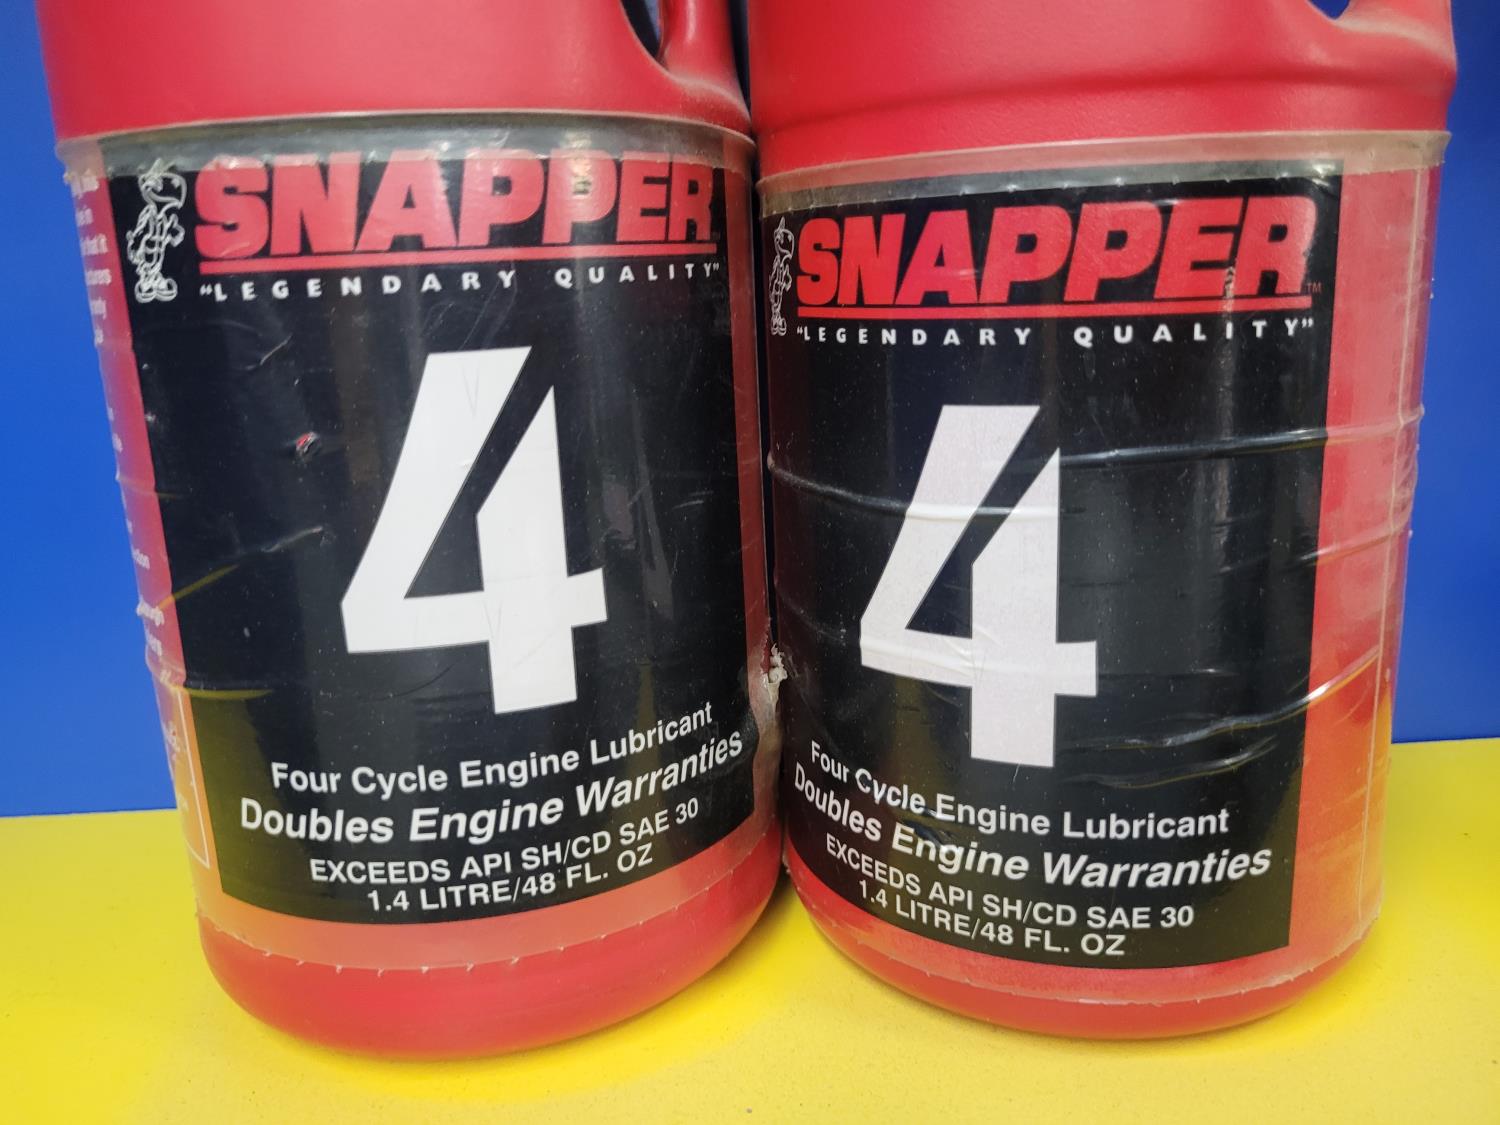 SNAPPER
"LEGENDARY QUALITY"
4
Four Cycle Engine Lubricant
Doubles Engine Warranties
EXCEEDS API SH/CD SAE 30
1.4 LITRE/48 FL. OZ
SNAPPER™
"LEGENDARY QUALITY"
4
Four Cycle Engine Lubricant
Doubles Engine Warranties
EXCEEDS API SH/CD SAE 30
1.4 LITRE/48 FL. OZ